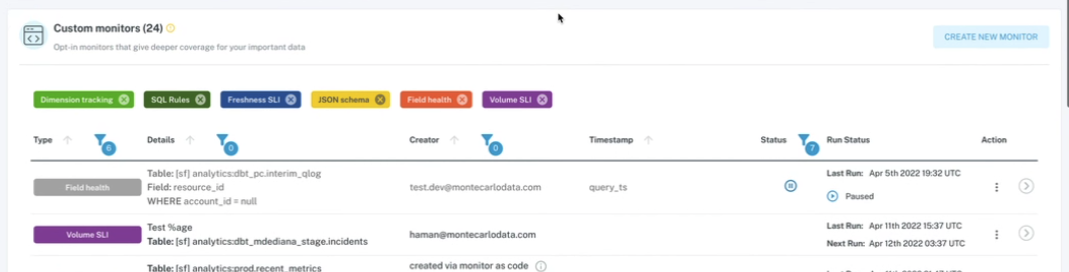 Custom monitors (24)
Opt-in monitors that give deeper coverage for your important data
CREATE NEW MONITOR
Dimension tracking SQL Rules Freshness SLI JSON schema Field health Volume SLI
Type 6 Details 0 Creator 0 Timestamp Status 7 Run Status Action
Table: [sf] analytics:dbt_pc.interim_qlog
Field health Field: resource_id test.dev@montecarlodata.com query_ts
WHERE account_id = null
Last Run: Apr 5th 2022 19:32 UTC
Paused
Volume SLI Test %age
Table: [sf] analytics:dbt_mdediana_stage.incidents
haman@montecarlodata.com
Last Run: Apr 11th 2022 15:37 UTC
Next Run: Apr 12th 2022 03:37 UTC
Table: [sf] analytics:prod.recent_metrics
created via monitor as code